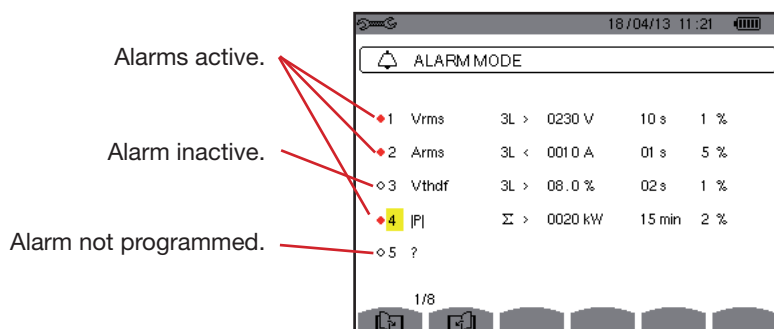 18/04/13 11:21
ALARM MODE
Alarms active.
1 Vrms 3L > 0230 V 10 s 1 %
2 Arms 3L < 0010 A 01 s 5 %
Alarm inactive.
3 Vthdf 3L > 08.0 % 02 s 1 %
4 |P| Σ > 0020 kW 15 min 2 %
Alarm not programmed.
5 ?
1/8